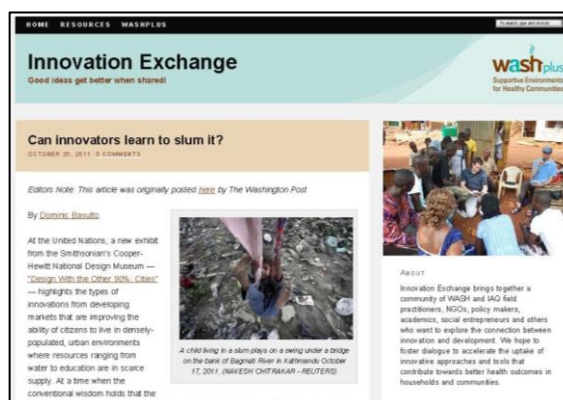 HOME RESOURCES WASHPLUS
Innovation Exchange
Good ideas get better when shared!
washplus
Supportive Environments
for Healthy Communities
Can innovators learn to slum it?
OCTOBER 20, 2011 · 0 COMMENTS
Editors Note: This article was originally posted here by The Washington Post
By Dominic Basulto
At the United Nations, a new exhibit
from the Smithsonian's Cooper-
Hewitt National Design Museum —
"Design With the Other 90%: Cities"
— highlights the types of
innovations from developing
markets that are improving the
ability of citizens to live in densely-
populated, urban environments
where resources ranging from
water to education are in scarce
supply. At a time when the
conventional wisdom holds that the
A child living in a slum plays on a swing under a bridge
on the bank of Bagmati River in Kathmandu October
17, 2011. (NAVESH CHITRAKAR - REUTERS)
ABOUT
Innovation Exchange brings together a
community of WASH and IAQ field
practitioners, NGOs, policy makers,
academics, social entrepreneurs and others
who want to explore the connection between
innovation and development. We hope to
foster dialogue to accelerate the uptake of
innovative approaches and tools that
contribute towards better health outcomes in
households and communities.